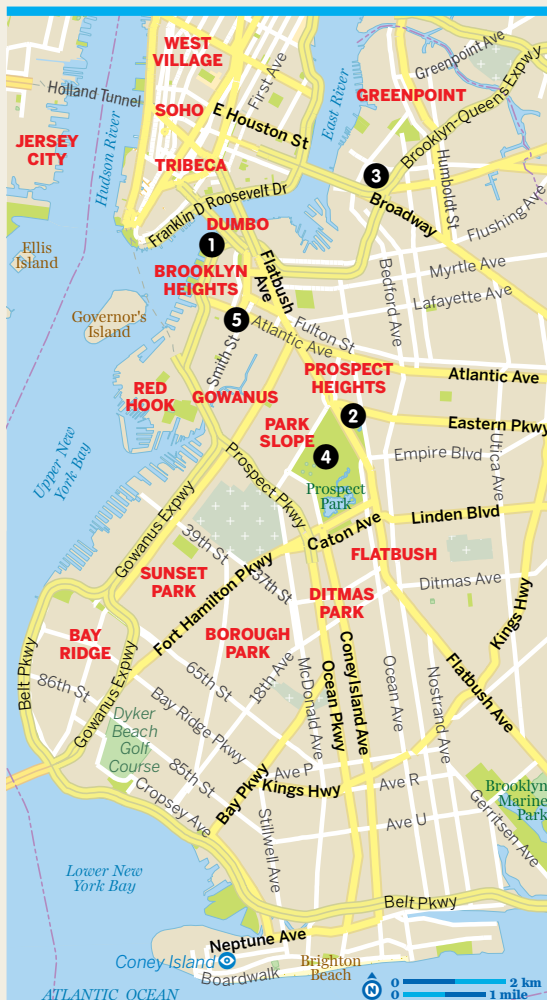 WEST
VILLAGE
First Ave
Greenpoint Ave
Holland Tunnel
SOHO
E Houston St
East River
GREENPOINT
Brooklyn-Queens Expwy
JERSEY
CITY
Hudson River
TRIBECA
3
Humboldt St
Franklin D Roosevelt Dr
Broadway
Flushing Ave
DUMBO
1
Ellis
Island
BROOKLYN
HEIGHTS
Flatbush
Ave
Bedford Ave
Myrtle Ave
Lafayette Ave
Governor's
Island
5
Fulton St
Atlantic Ave
Smith St
PROSPECT
HEIGHTS
Atlantic Ave
RED
HOOK
GOWANUS
2
PARK
SLOPE
Eastern Pkwy
Utica Ave
4
Empire Blvd
Upper New
York Bay
Prospect Pkwy
Prospect
Park
Gowanus Expwy
Linden Blvd
Caton Ave
39th St
FLATBUSH
SUNSET
PARK
37th St
Fort Hamilton Pkwy
Ditmas Ave
DITMAS
PARK
Kings Hwy
BAY
RIDGE
BOROUGH
PARK
Belt Pkwy
86th St
Gowanus Expwy
65th St
18th Ave
McDonald Ave
Ocean Pkwy
Coney Island Ave
Ocean Ave
Nostrand Ave
Flatbush Ave
Bay Ridge Pkwy
Dyker
Beach
Golf
Course
85th St
Cropsey Ave
Bay Pkwy
Ave P
Kings Hwy
Ave R
Brooklyn
Marine
Park
Gerritsen Ave
Stillwell Ave
Ave U
Lower New
York Bay
Belt Pkwy
Neptune Ave
Coney Island
Brighton
Beach
Boardwalk
N
0 2 km
0 1 mile
ATLANTIC OCEAN